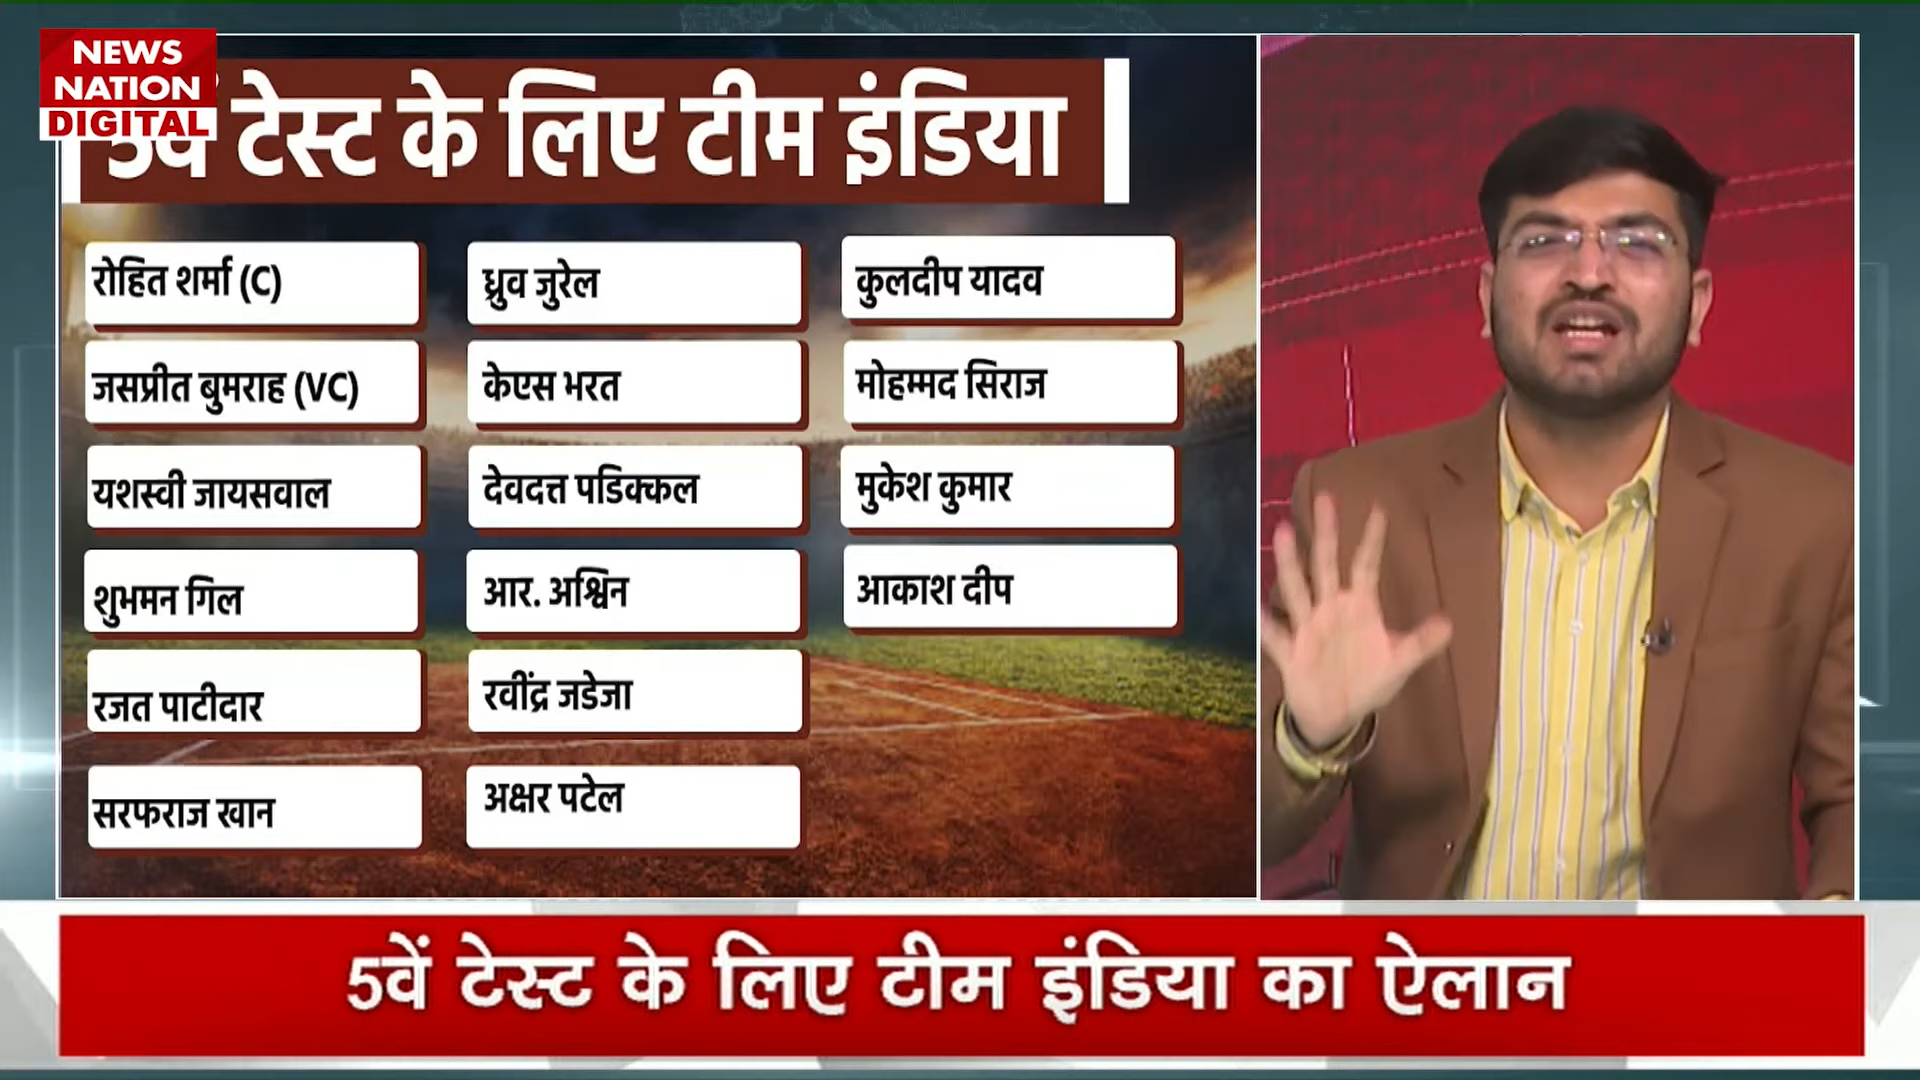 NEWS
NATION
DIGITAL
5वें टेस्ट के लिए टीम इंडिया
रोहित शर्मा (C)
जसप्रीत बुमराह (VC)
यशस्वी जायसवाल
शुभमन गिल
रजत पाटीदार
सरफराज खान
ध्रुव जुरेल
केएस भरत
देवदत्त पडिक्कल
आर. अश्विन
रवींद्र जडेजा
अक्षर पटेल
कुलदीप यादव
मोहम्मद सिराज
मुकेश कुमार
आकाश दीप
5वें टेस्ट के लिए टीम इंडिया का ऐलान